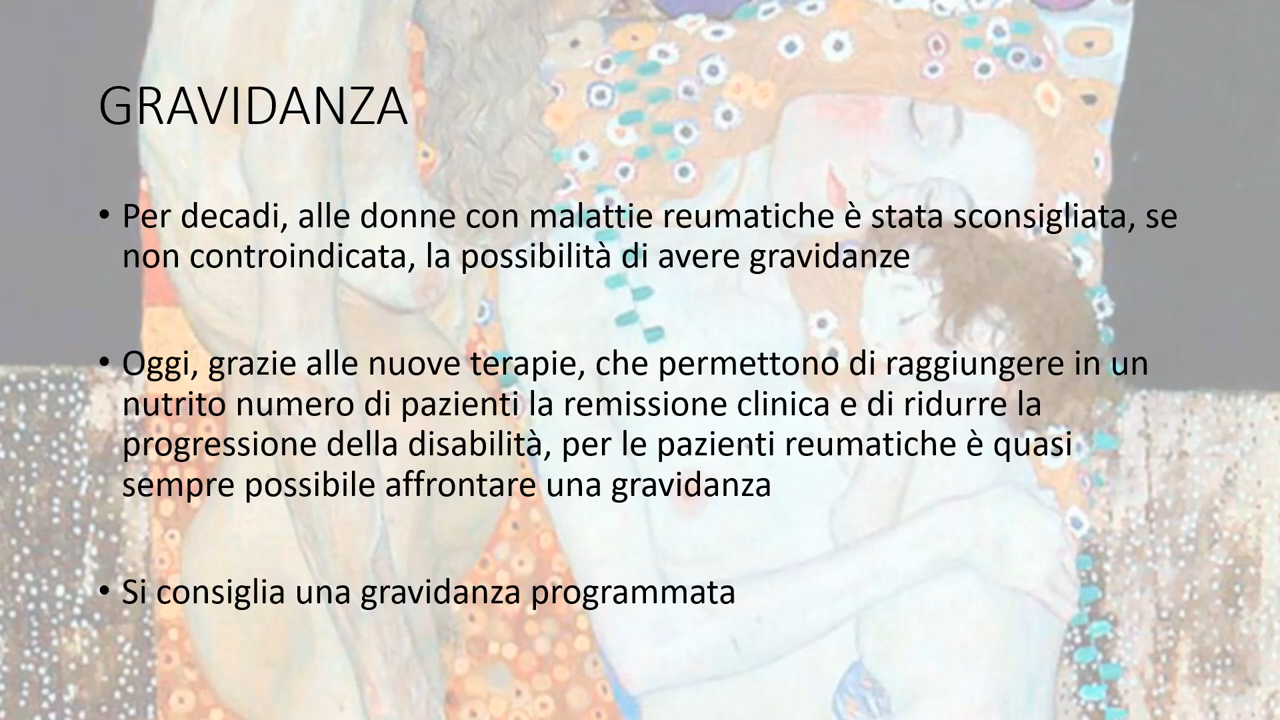 GRAVIDANZA
• Per decadi, alle donne con malattie reumatiche è stata sconsigliata, se
non controindicata, la possibilità di avere gravidanze
• Oggi, grazie alle nuove terapie, che permettono di raggiungere in un
nutrito numero di pazienti la remissione clinica e di ridurre la
progressione della disabilità, per le pazienti reumatiche è quasi
sempre possibile affrontare una gravidanza
• Si consiglia una gravidanza programmata